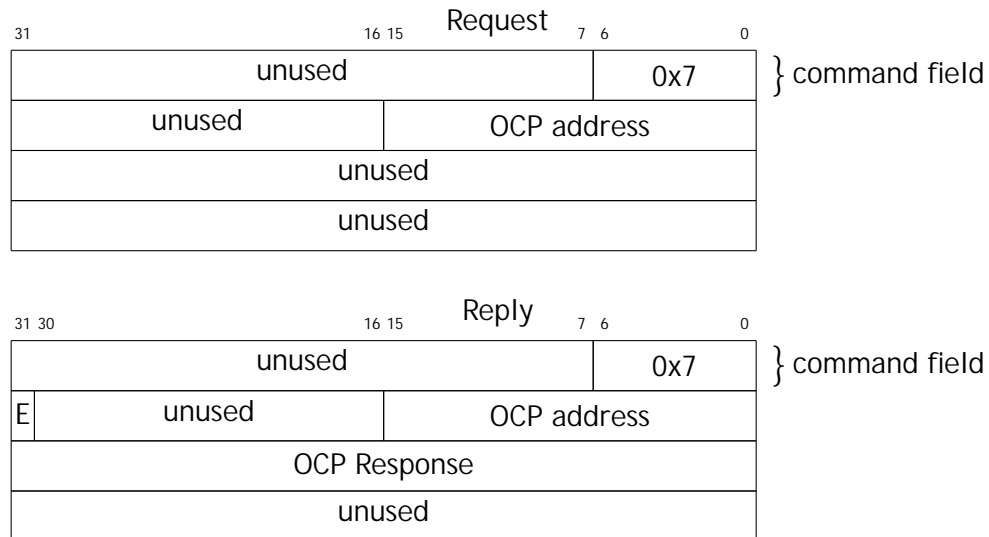 Request
31 16 15 7 6 0
unused 0x7 } command field
unused OCP address
unused
unused
Reply
31 30 16 15 7 6 0
unused 0x7 } command field
E unused OCP address
OCP Response
unused